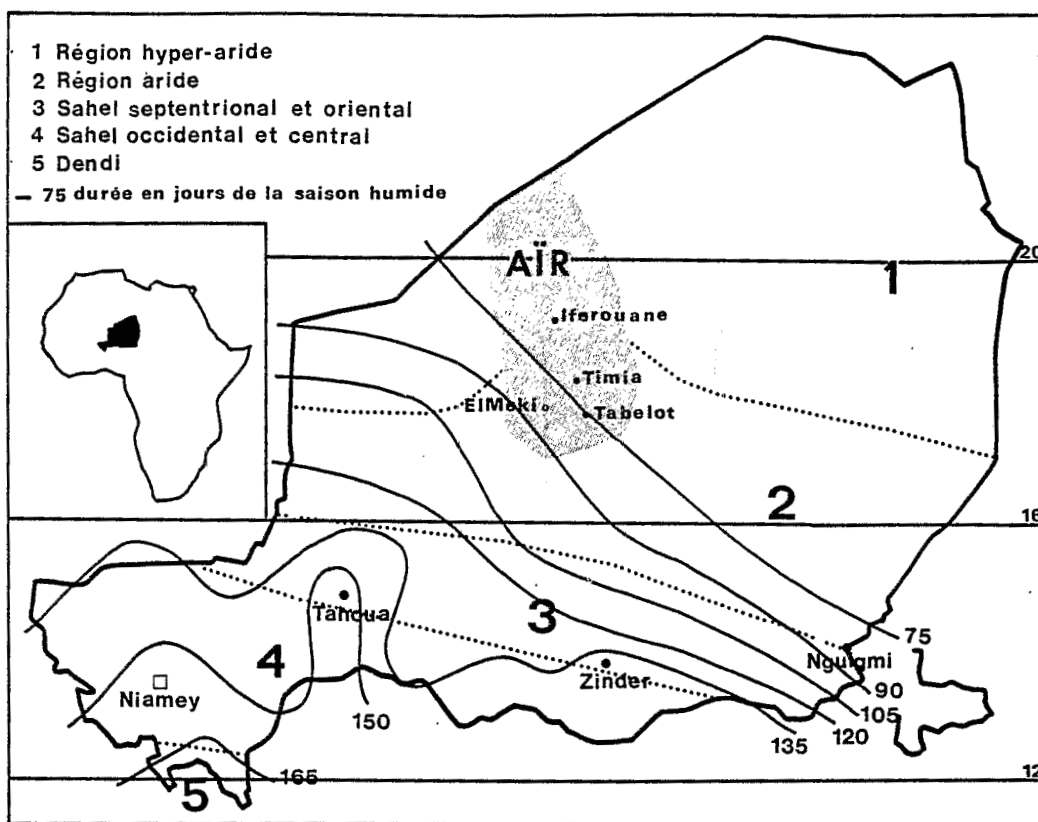 1 Région hyper-aride
2 Région àride
3 Sahel septentrional et oriental
4 Sahel occidental et central
5 Dendi
— 75 durée en jours de la saison humide
AÏR
1
20
Iferouane
Timia
ElMeki
Tabelot
2
16
3
Tahoua
75
4
Nguigmi
Zinder
Niamey
90
150
105
120
135
165
12
5